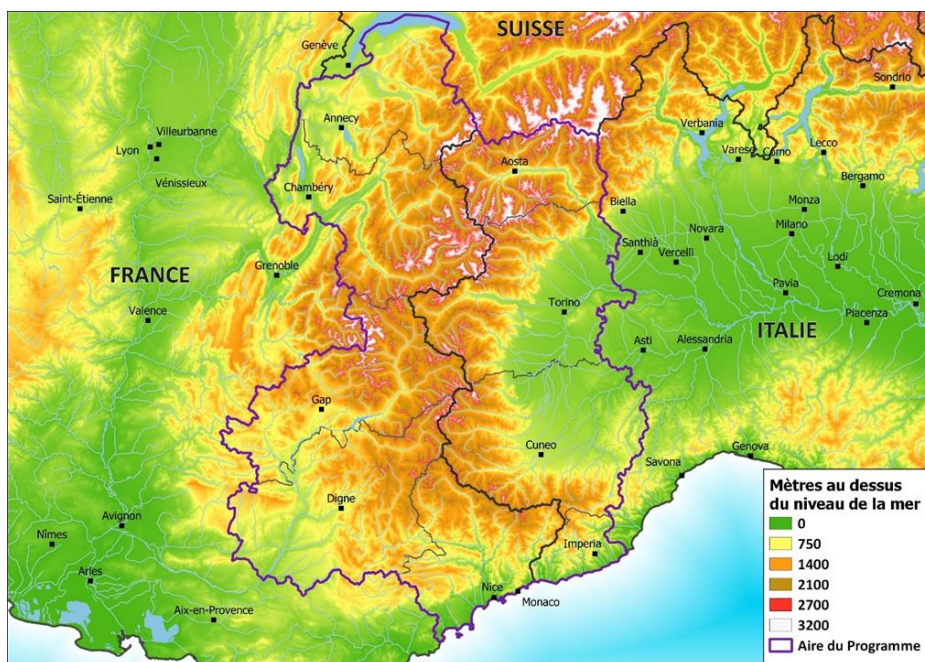 SUISSE
Genève
Sondrio
Annecy
Verbania
Villeurbanne
Lyon
Varese
Como
Lecco
Aosta
Bergamo
Vénissieux
Chambéry
Saint-Étienne
Biella
Monza
Novara
Milano
Santhià
Vercelli
Lodi
FRANCE
Grenoble
Pavia
Torino
Cremona
Valence
Piacenza
ITALIE
Asti
Alessandria
Gap
Cuneo
Genova
Savona
Digne
Avignon
Nîmes
Imperia
Arles
Nice
Monaco
Aix-en-Provence
Mètres au dessus
du niveau de la mer
0
750
1400
2100
2700
3200
Aire du Programme